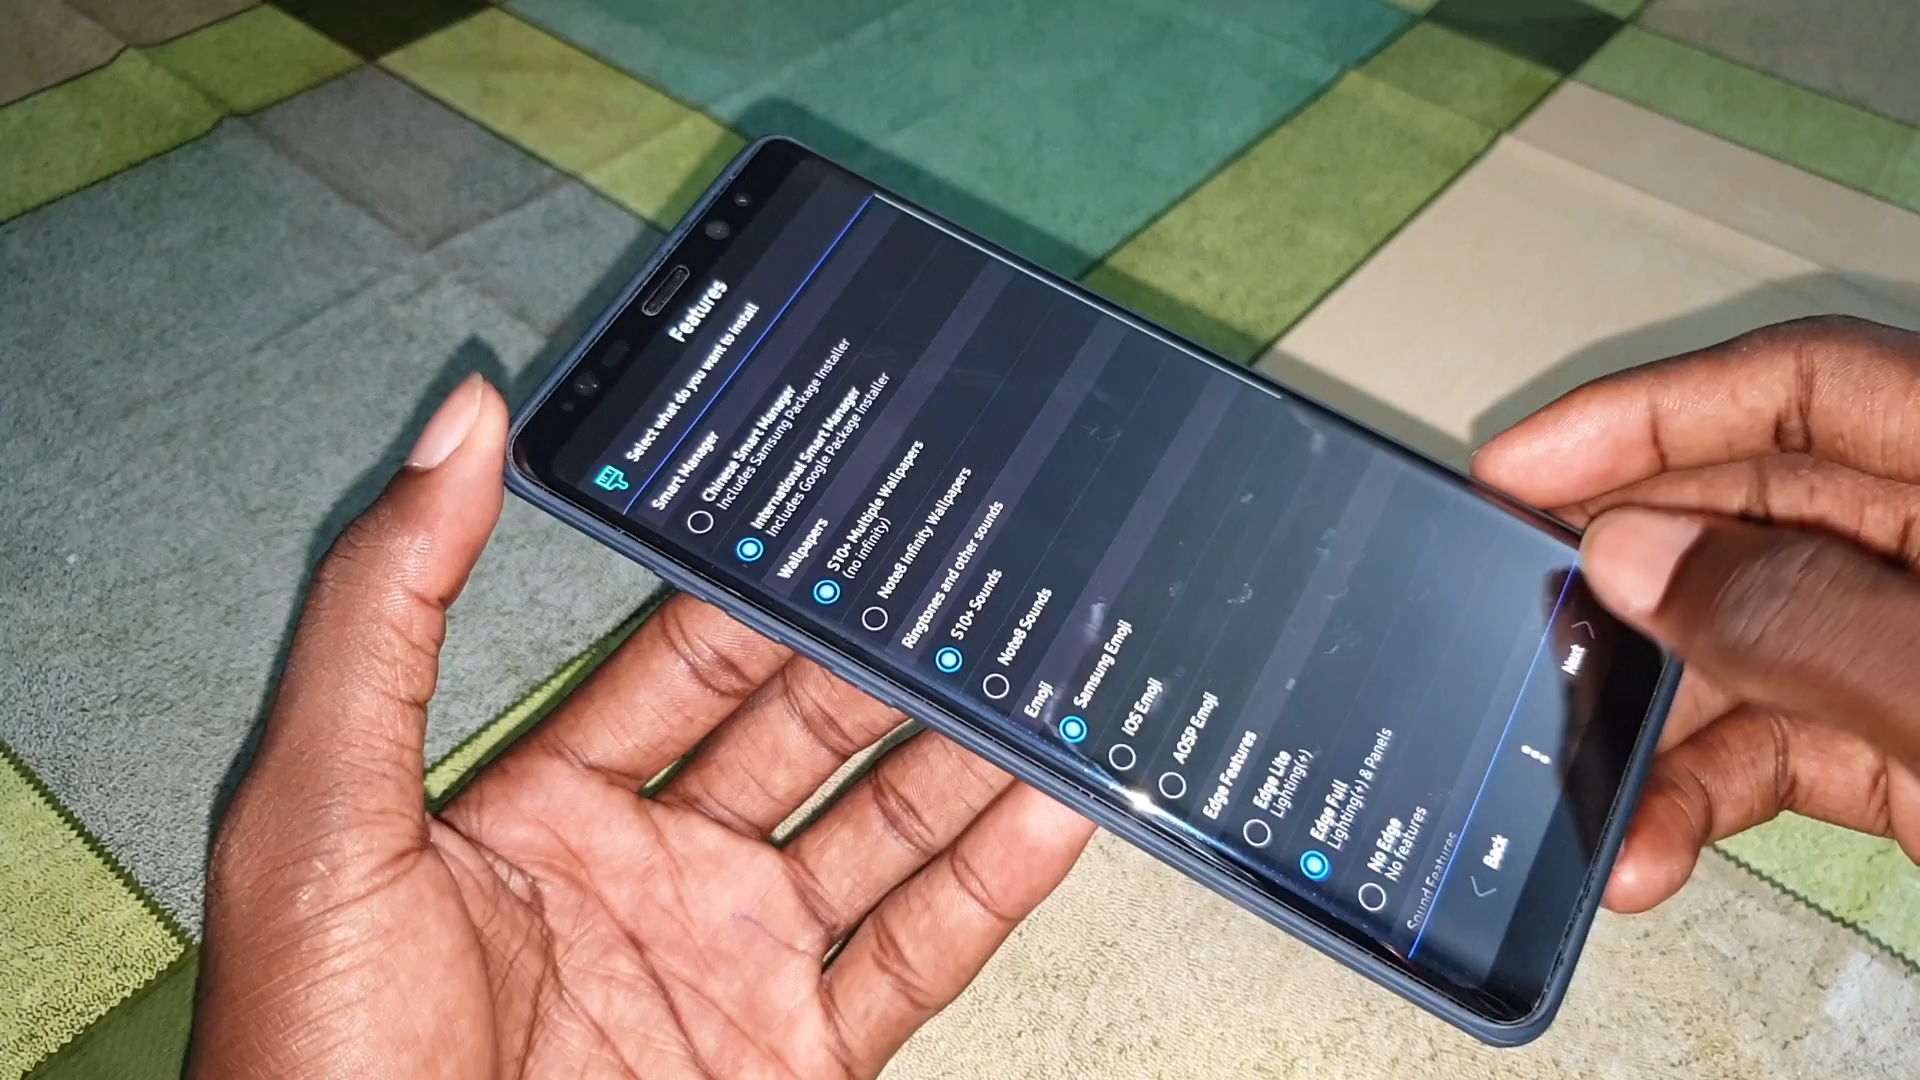 Features
Select what do you want to install
Smart Manager
Chinese Smart Manager
Includes Samsung Package Installer
International Smart Manager
Includes Google Package Installer
Wallpapers
S10+ Multiple Wallpapers
(no infinity)
Note8 Infinity Wallpapers
Ringtones and other sounds
S10+ Sounds
Note8 Sounds
Emoji
Samsung Emoji
iOS Emoji
AOSP Emoji
Edge Features
Edge Lite
Lighting(+)
Edge Full
Lighting(+) & Panels
No Edge
No features
Sound Features
Back
Next